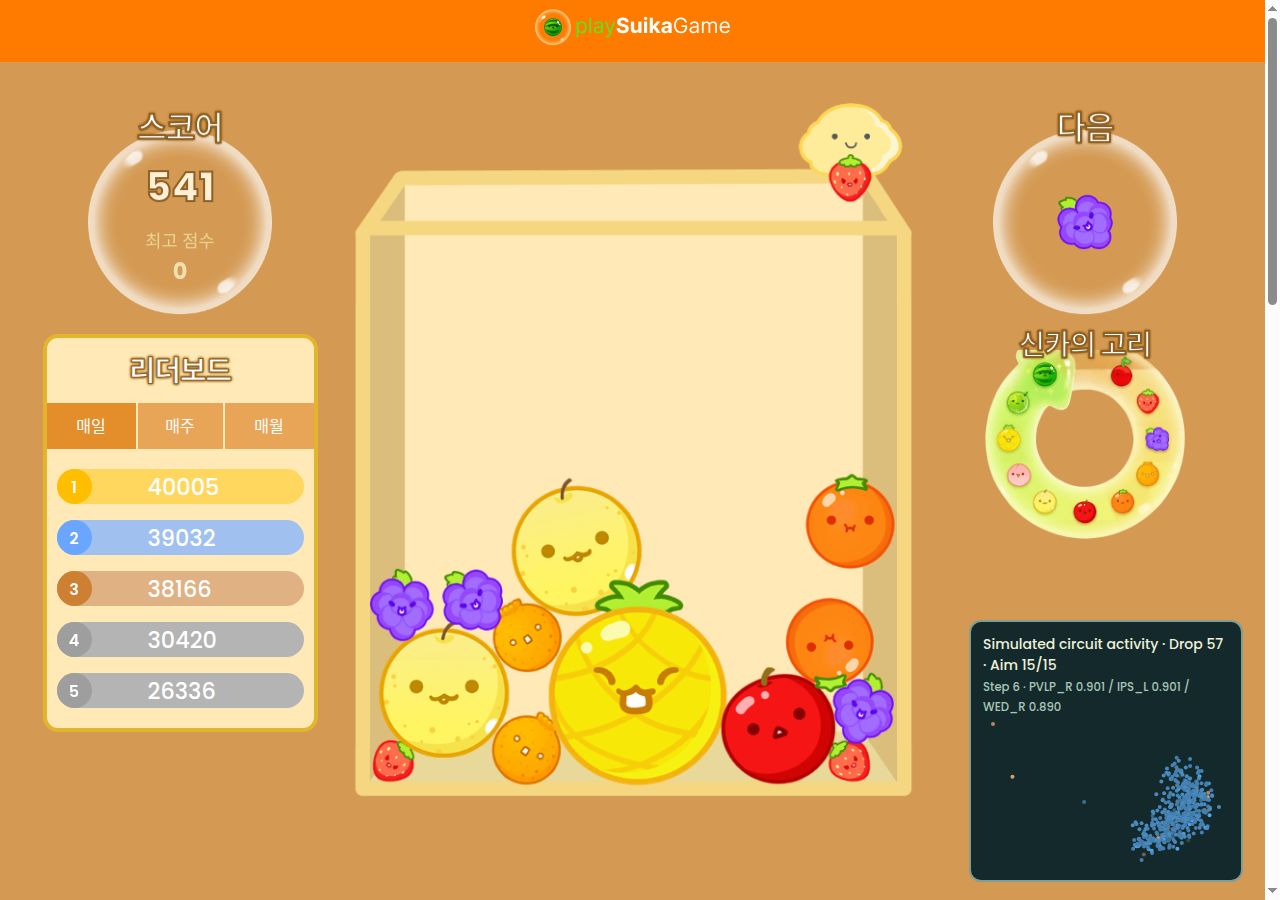 playSuikaGame
스코어
541
최고 점수
0
다음
신카의 고리
리더보드
매일 매주 매월
1 40005
2 39032
3 38166
4 30420
5 26336
Simulated circuit activity · Drop 57
· Aim 15/15
Step 6 · PVLP_R 0.901 / IPS_L 0.901 /
WED_R 0.890